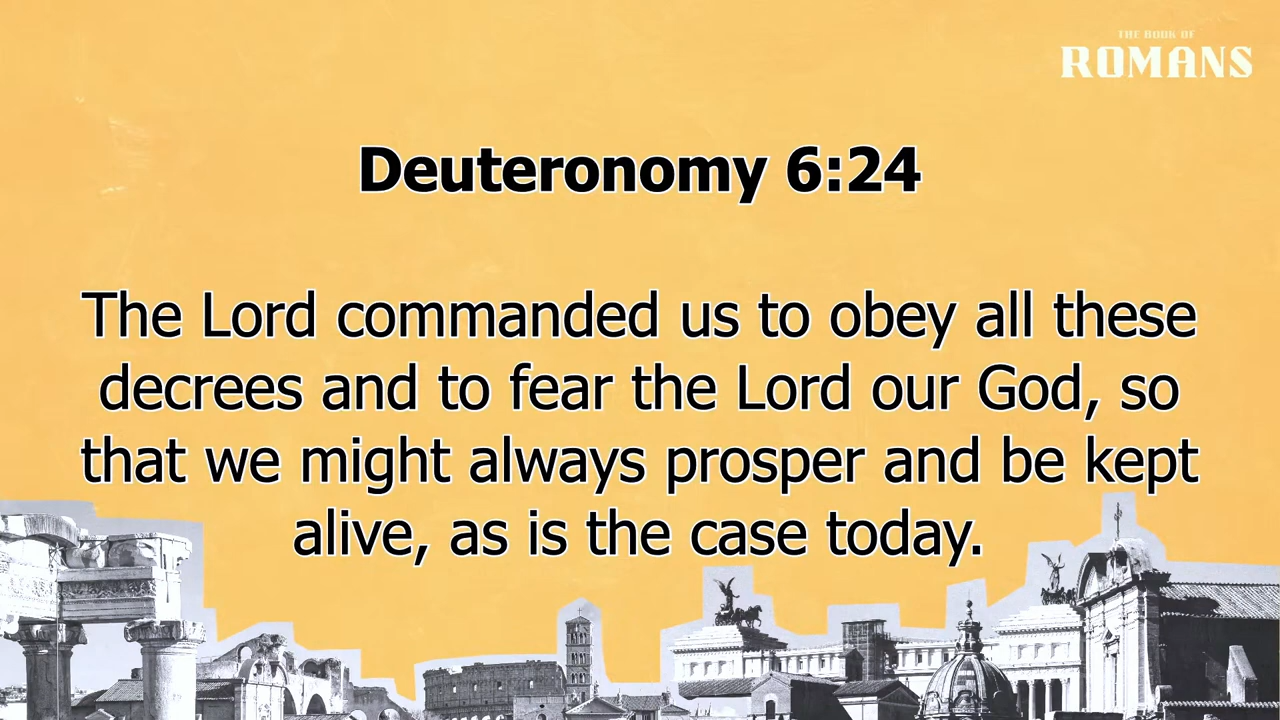 THE BOOK OF
ROMANS
Deuteronomy 6:24
The Lord commanded us to obey all these
decrees and to fear the Lord our God, so
that we might always prosper and be kept
alive, as is the case today.